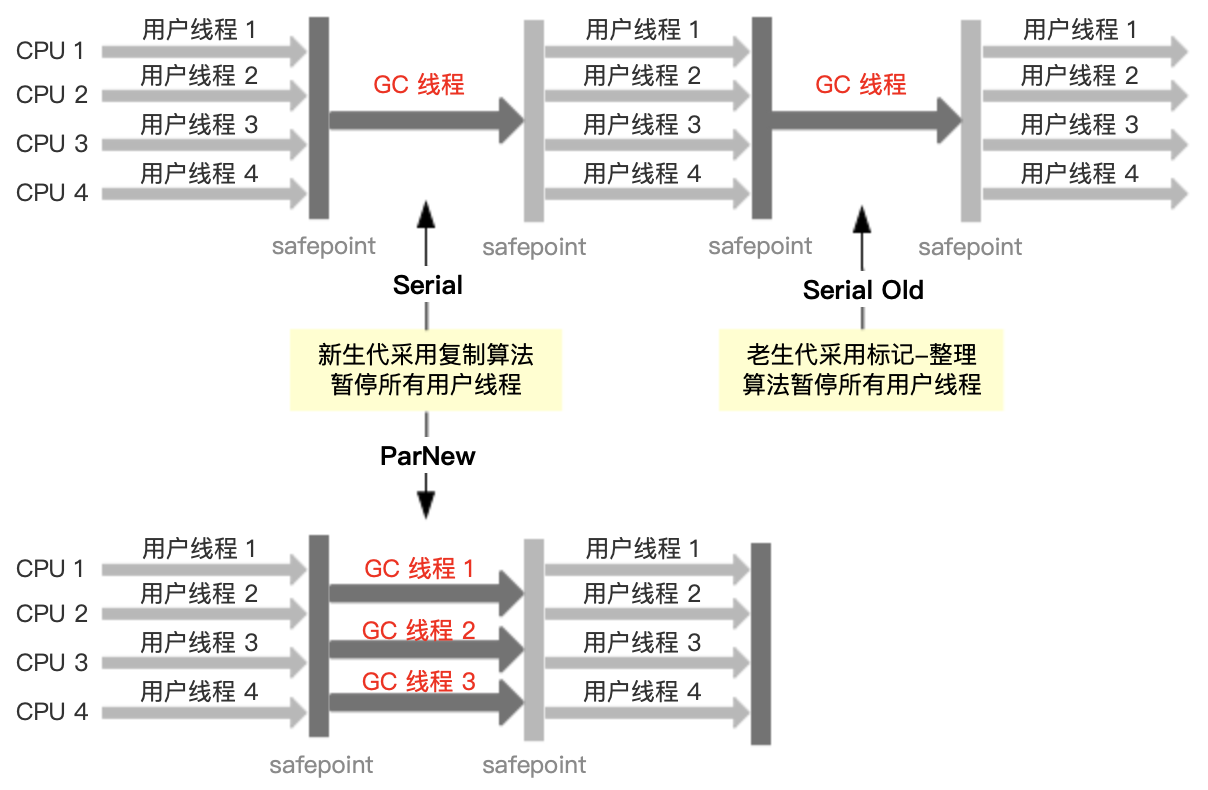 用户线程 1 用户线程 1 用户线程 1
CPU 1
用户线程 2 GC 线程 用户线程 2 GC 线程 用户线程 2
CPU 2
用户线程 3 用户线程 3 用户线程 3
CPU 3
用户线程 4 用户线程 4 用户线程 4
CPU 4
safepoint safepoint safepoint safepoint
Serial Serial Old
新生代采用复制算法 老生代采用标记–整理
暂停所有用户线程 算法暂停所有用户线程
ParNew
用户线程 1 用户线程 1
CPU 1 GC 线程 1
用户线程 2 用户线程 2
CPU 2
GC 线程 2
用户线程 3 用户线程 3
CPU 3
GC 线程 3
用户线程 4 用户线程 4
CPU 4
safepoint safepoint